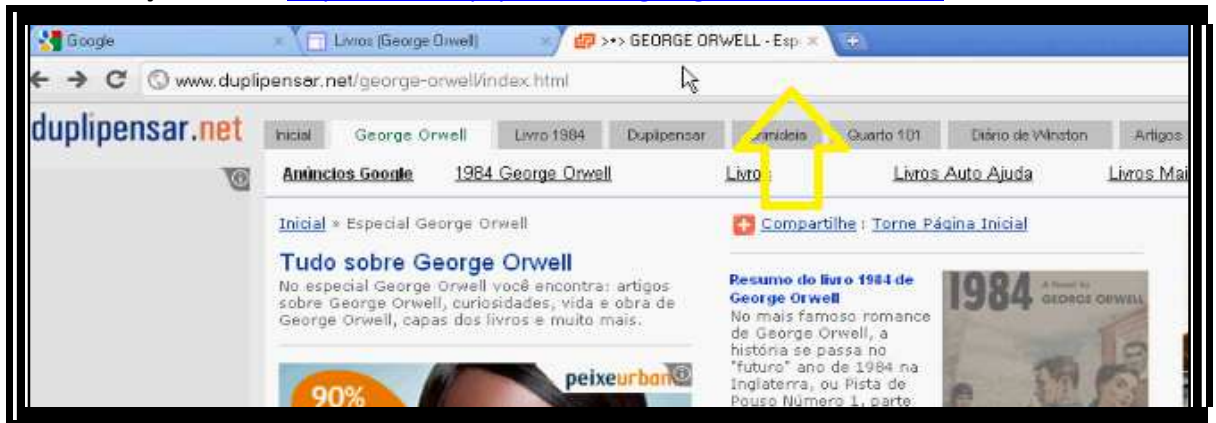 Google
Livros (George Orwell)
>•> GEORGE ORWELL - Esp
www.duplipensar.net/george-orwell/index.html
duplipensar.net
Inicial George Orwell Livro 1984 Duplipensar Quarto 101 Diário de Winston Artigos
Anúncios Google 1984 George Orwell Livros Livros Auto Ajuda Livros Mai
Inicial » Especial George Orwell
Compartilhe : Torne Página Inicial
Tudo sobre George Orwell
No especial George Orwell você encontra: artigos
sobre George Orwell, curiosidades, vida e obra de
George Orwell, capas dos livros e muito mais.
peixeurbano
90%
Resumo do livro 1984 de
George Orwell
No mais famoso romance
de George Orwell, a
história se passa no
"futuro" ano de 1984 na
Inglaterra, ou Pista de
Pouso Número 1, parte
1984
A Novel by
GEORGE ORWELL